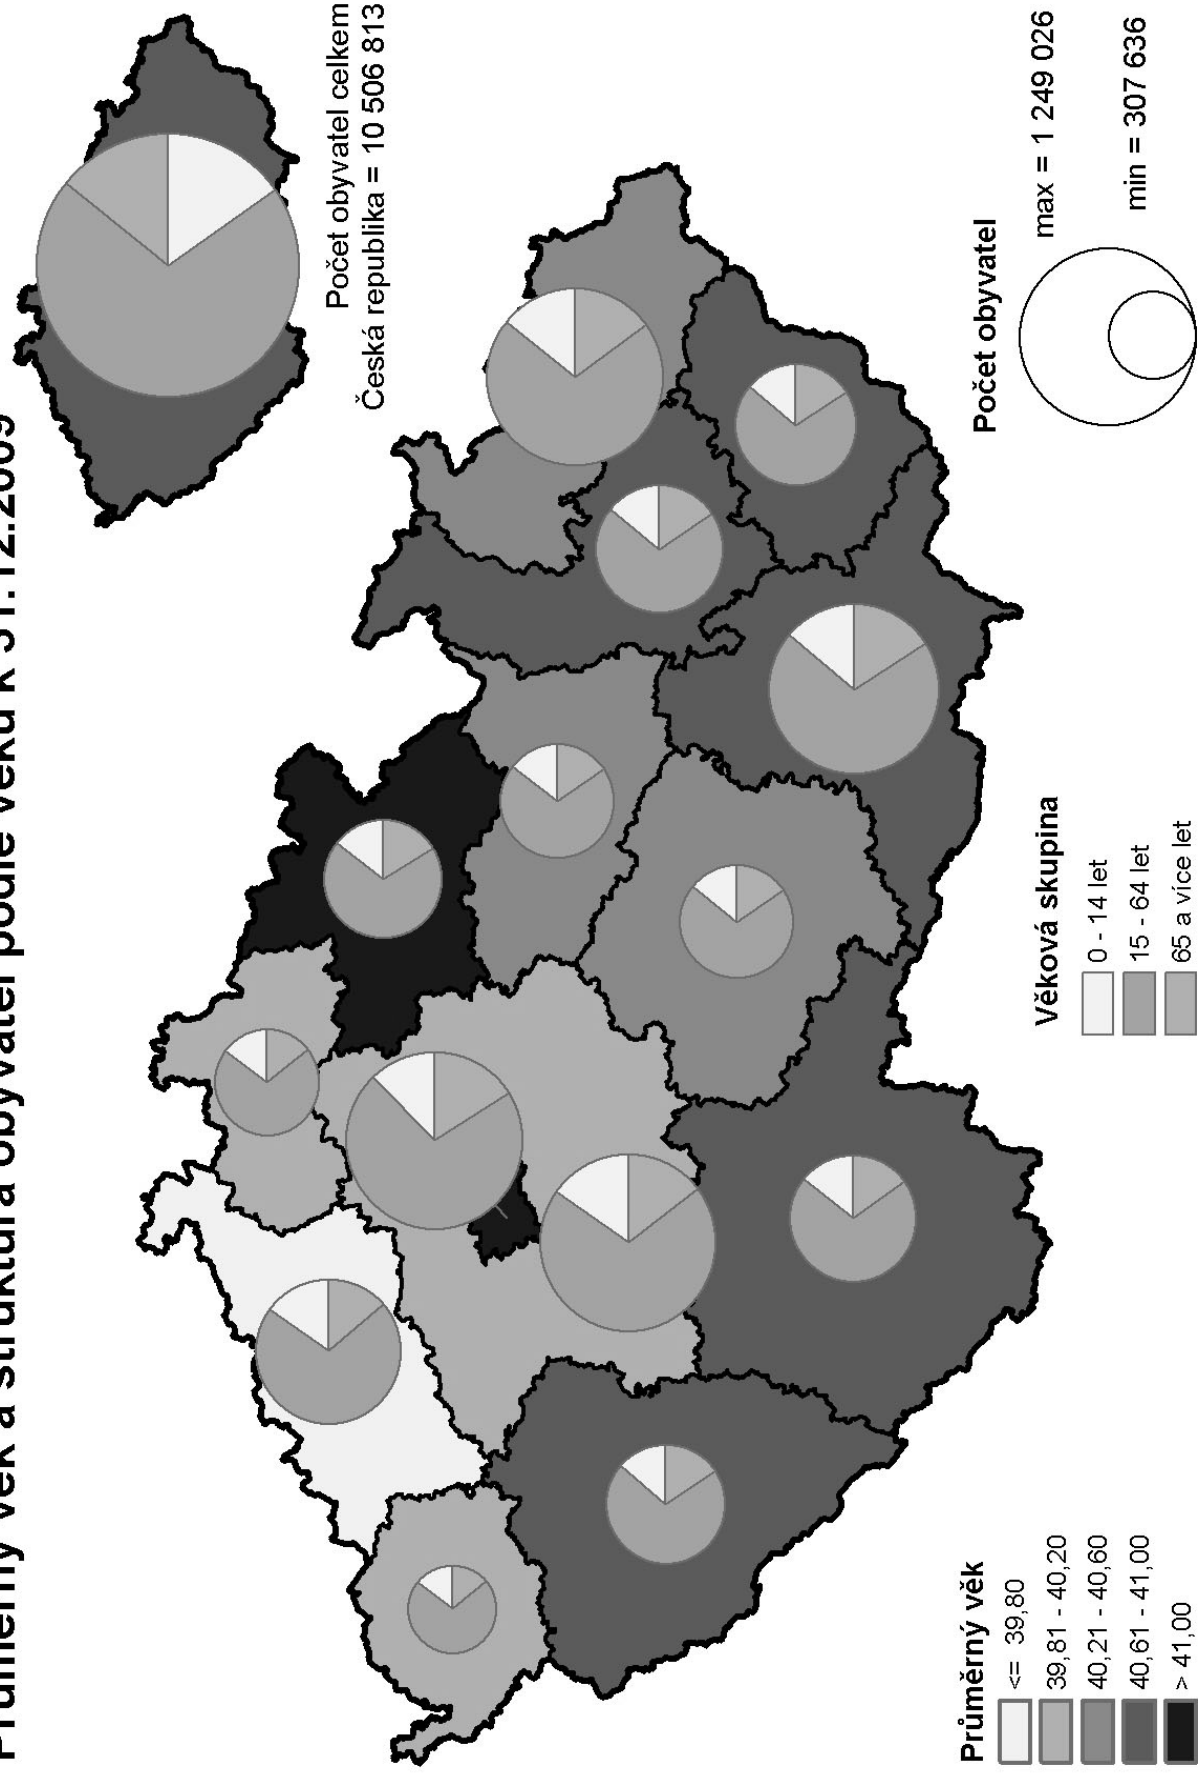 Průměrný věk a struktura obyvatel podle věku k 31.12.2009
Počet obyvatel celkem
Česká republika = 10 506 813
Průměrný věk
<= 39,80
39,81 - 40,20
40,21 - 40,60
40,61 - 41,00
> 41,00
Věková skupina
0 - 14 let
15 - 64 let
65 a více let
Počet obyvatel
max = 1 249 026
min = 307 636